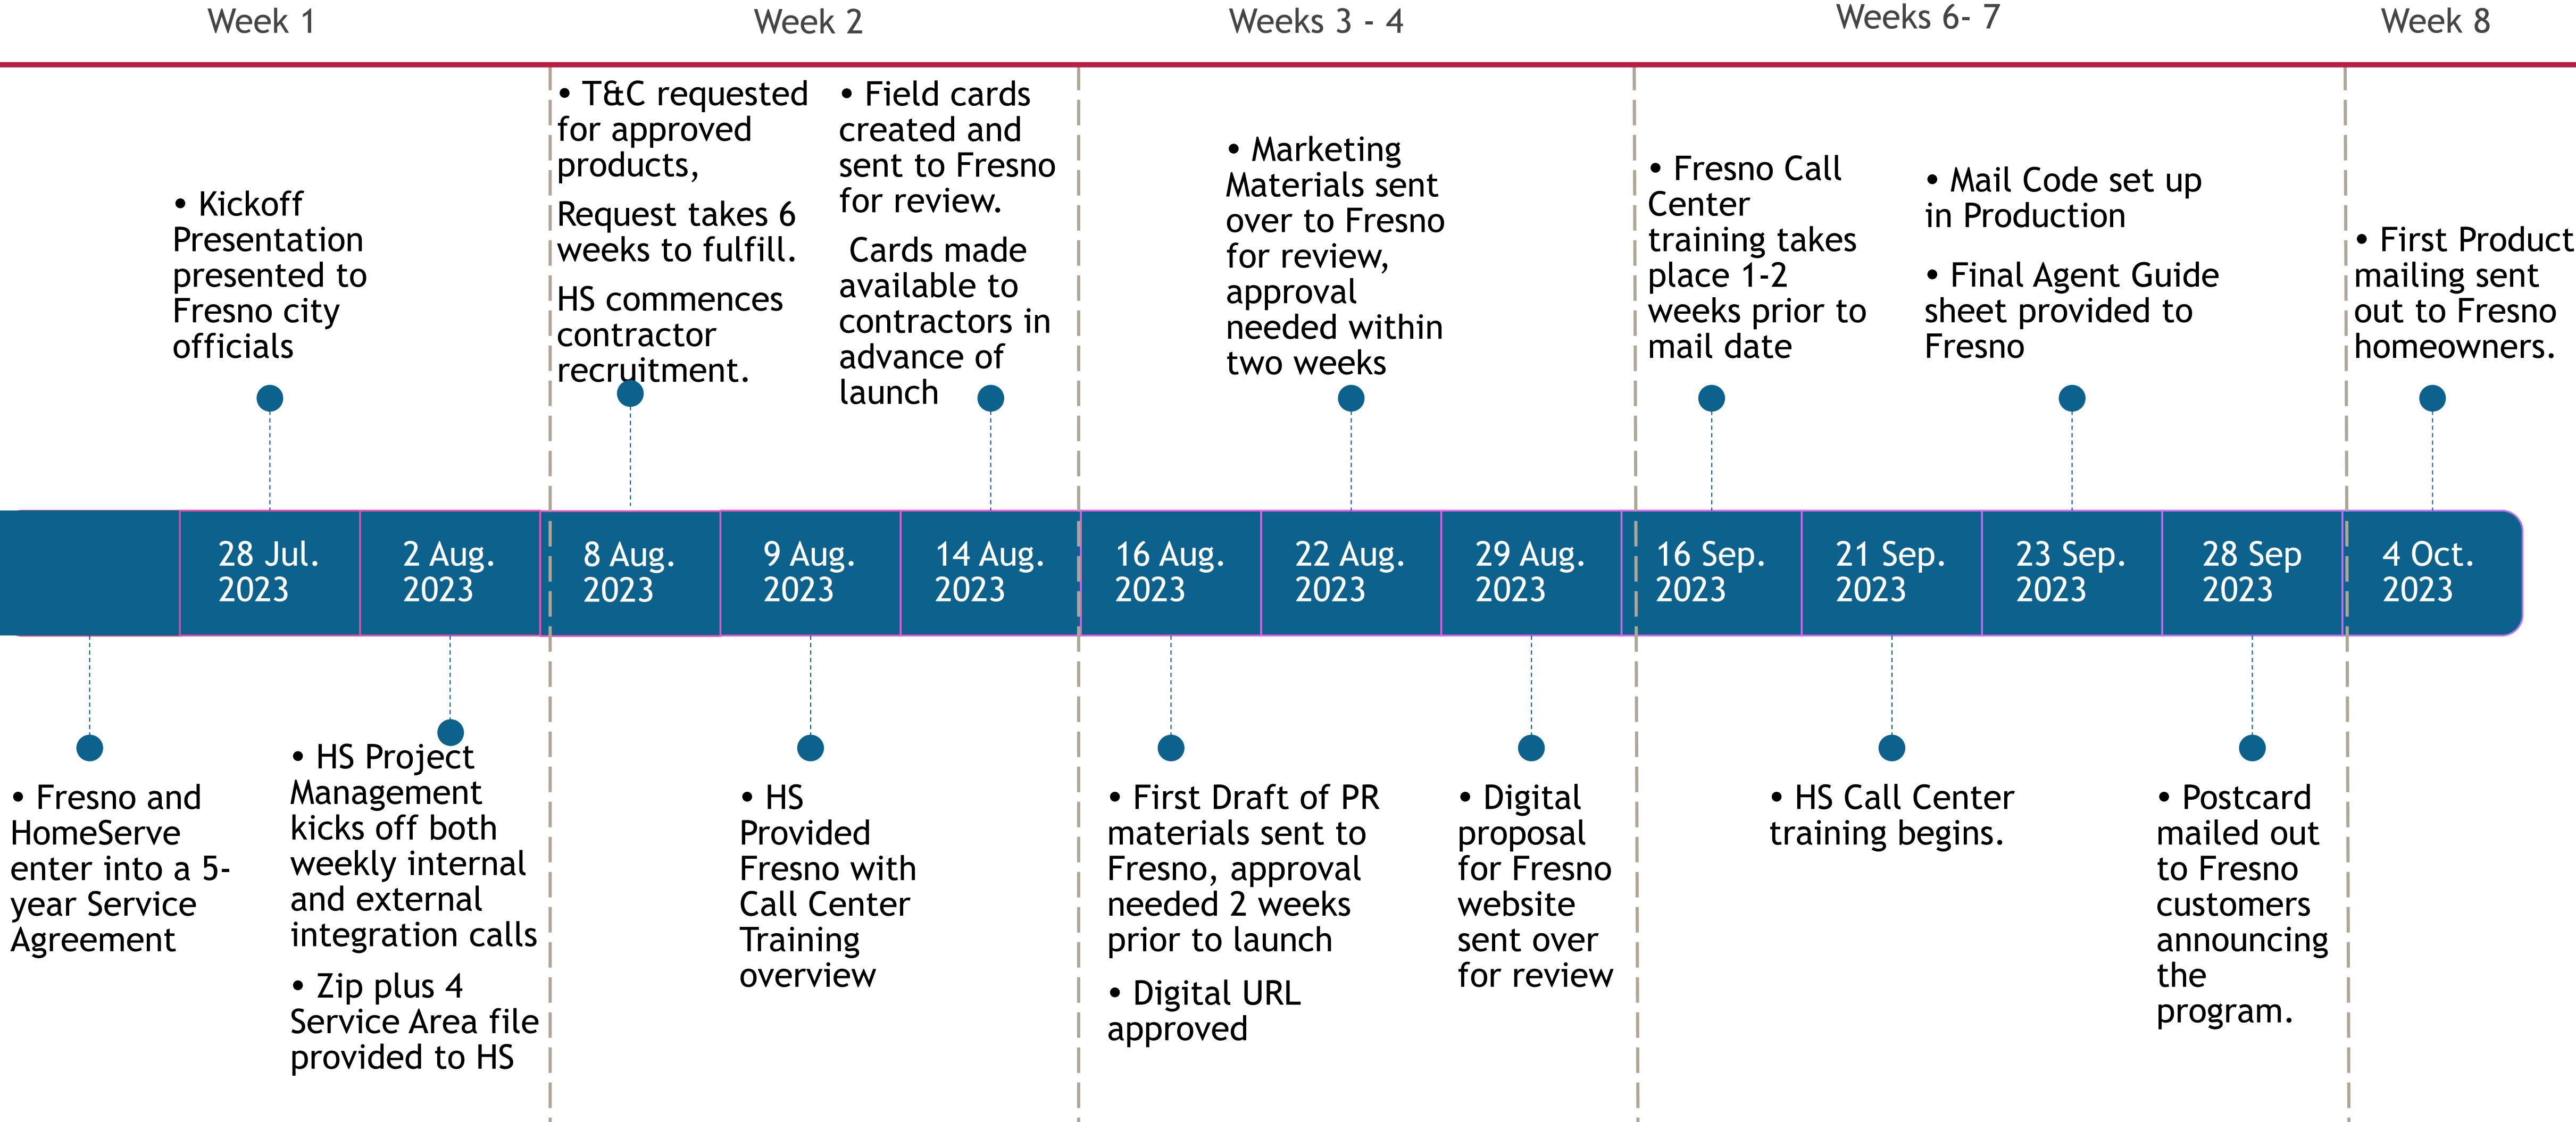 Week 1
Week 2
Weeks 3 - 4
Weeks 6- 7
Week 8
• Kickoff
Presentation
presented to
Fresno city
officials
• T&C requested
for approved
products,
Request takes 6
weeks to fulfill.
HS commences
contractor
recruitment.
• Field cards
created and
sent to Fresno
for review.
Cards made
available to
contractors in
advance of
launch
• Marketing
Materials sent
over to Fresno
for review,
approval
needed within
two weeks
• Fresno Call
Center
training takes
place 1-2
weeks prior to
mail date
• Mail Code set up
in Production
• Final Agent Guide
sheet provided to
Fresno
• First Product
mailing sent
out to Fresno
homeowners.
28 Jul.
2023
2 Aug.
2023
8 Aug.
2023
9 Aug.
2023
14 Aug.
2023
16 Aug.
2023
22 Aug.
2023
29 Aug.
2023
16 Sep.
2023
21 Sep.
2023
23 Sep.
2023
28 Sep
2023
4 Oct.
2023
• Fresno and
HomeServe
enter into a 5-
year Service
Agreement
• HS Project
Management
kicks off both
weekly internal
and external
integration calls
• Zip plus 4
Service Area file
provided to HS
• HS
Provided
Fresno with
Call Center
Training
overview
• First Draft of PR
materials sent to
Fresno, approval
needed 2 weeks
prior to launch
• Digital URL
approved
• Digital
proposal
for Fresno
website
sent over
for review
• HS Call Center
training begins.
• Postcard
mailed out
to Fresno
customers
announcing
the
program.